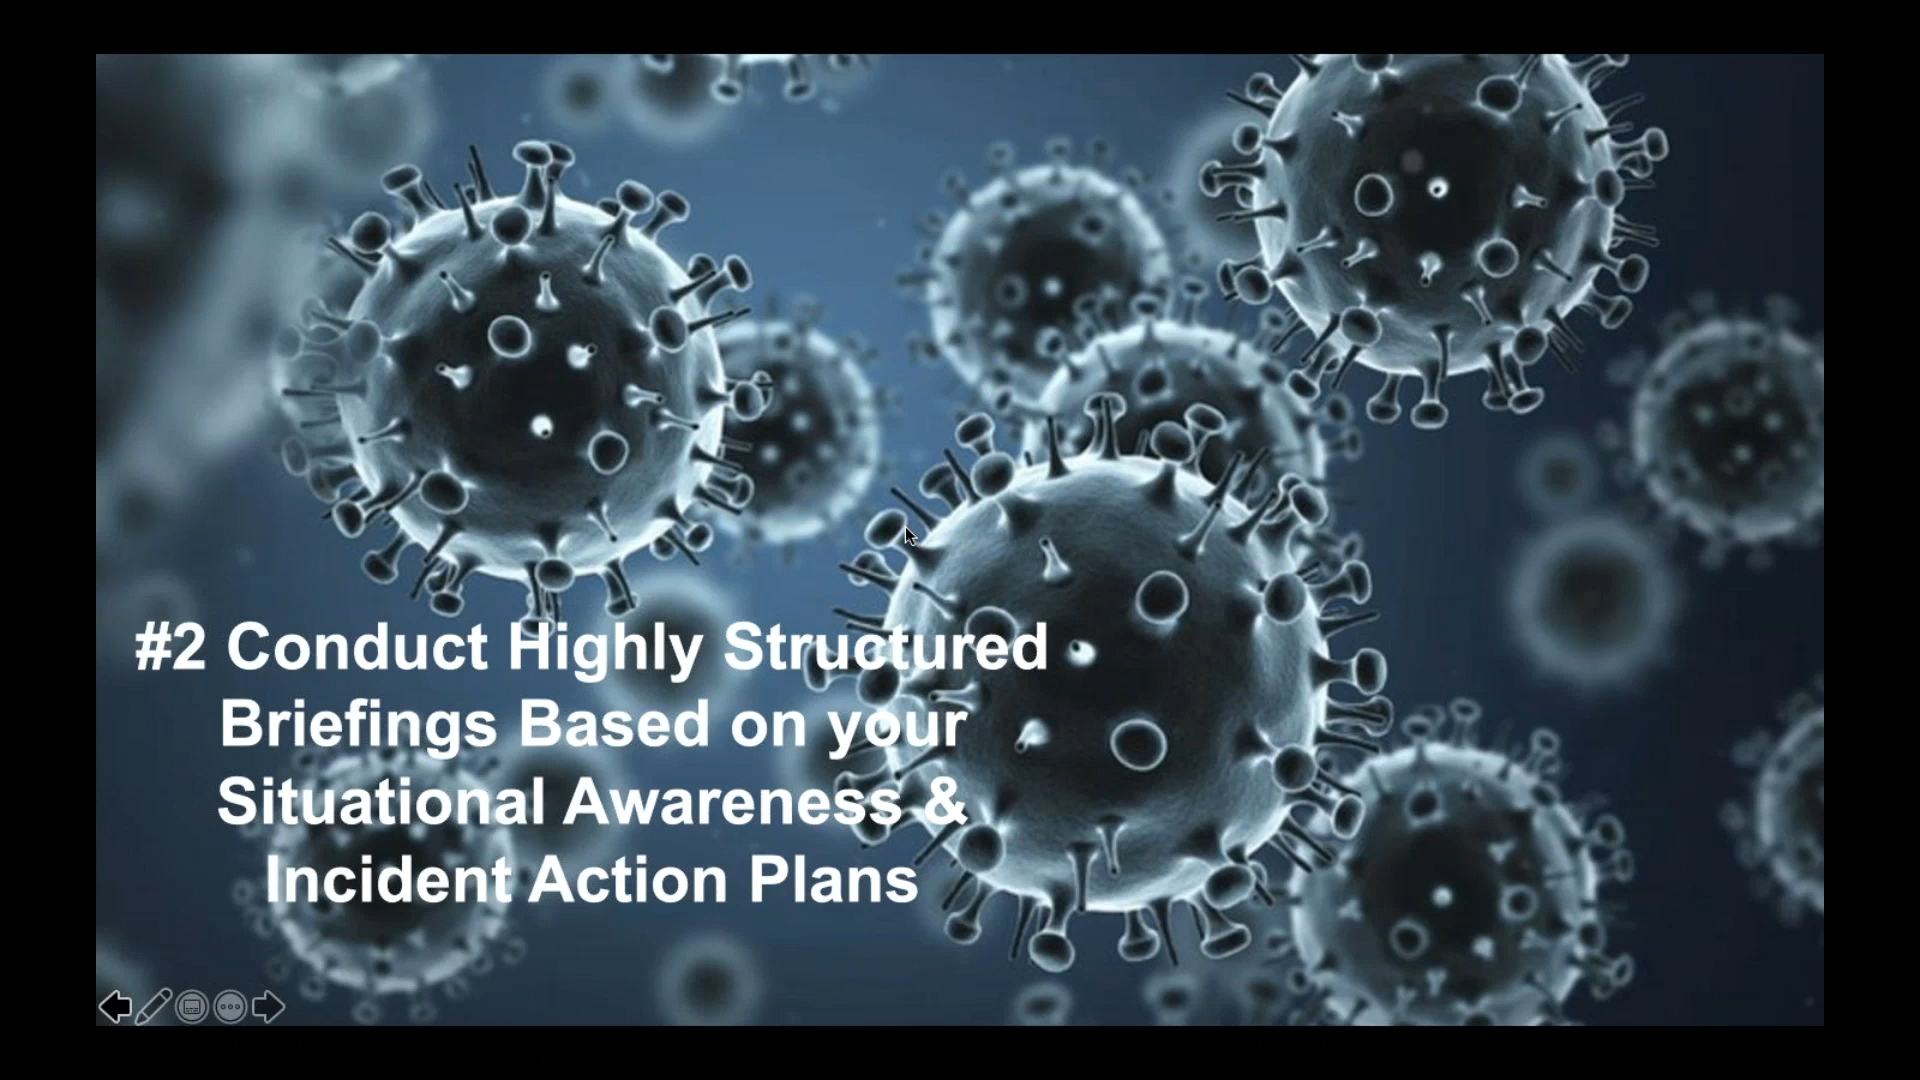 #2 Conduct Highly Structured
Briefings Based on your
Situational Awareness &
Incident Action Plans